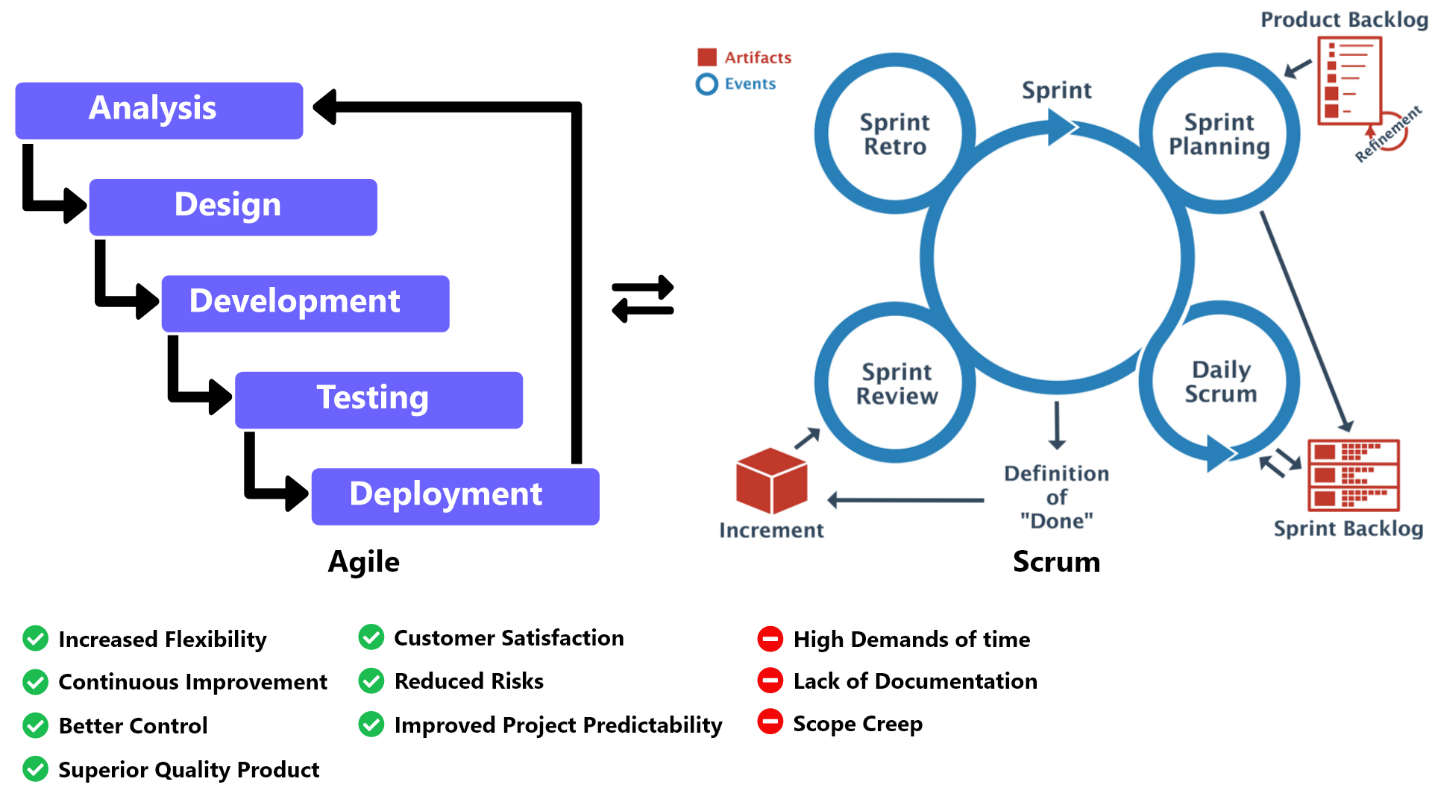 Analysis
Design
Development
Testing
Deployment
Agile
Artifacts
Events
Sprint
Retro
Sprint
Sprint
Planning
Product Backlog
Refinement
Sprint
Review
Daily
Scrum
Increment
Definition
of
"Done"
Sprint Backlog
Scrum
Increased Flexibility
Continuous Improvement
Better Control
Superior Quality Product
Customer Satisfaction
Reduced Risks
Improved Project Predictability
High Demands of time
Lack of Documentation
Scope Creep